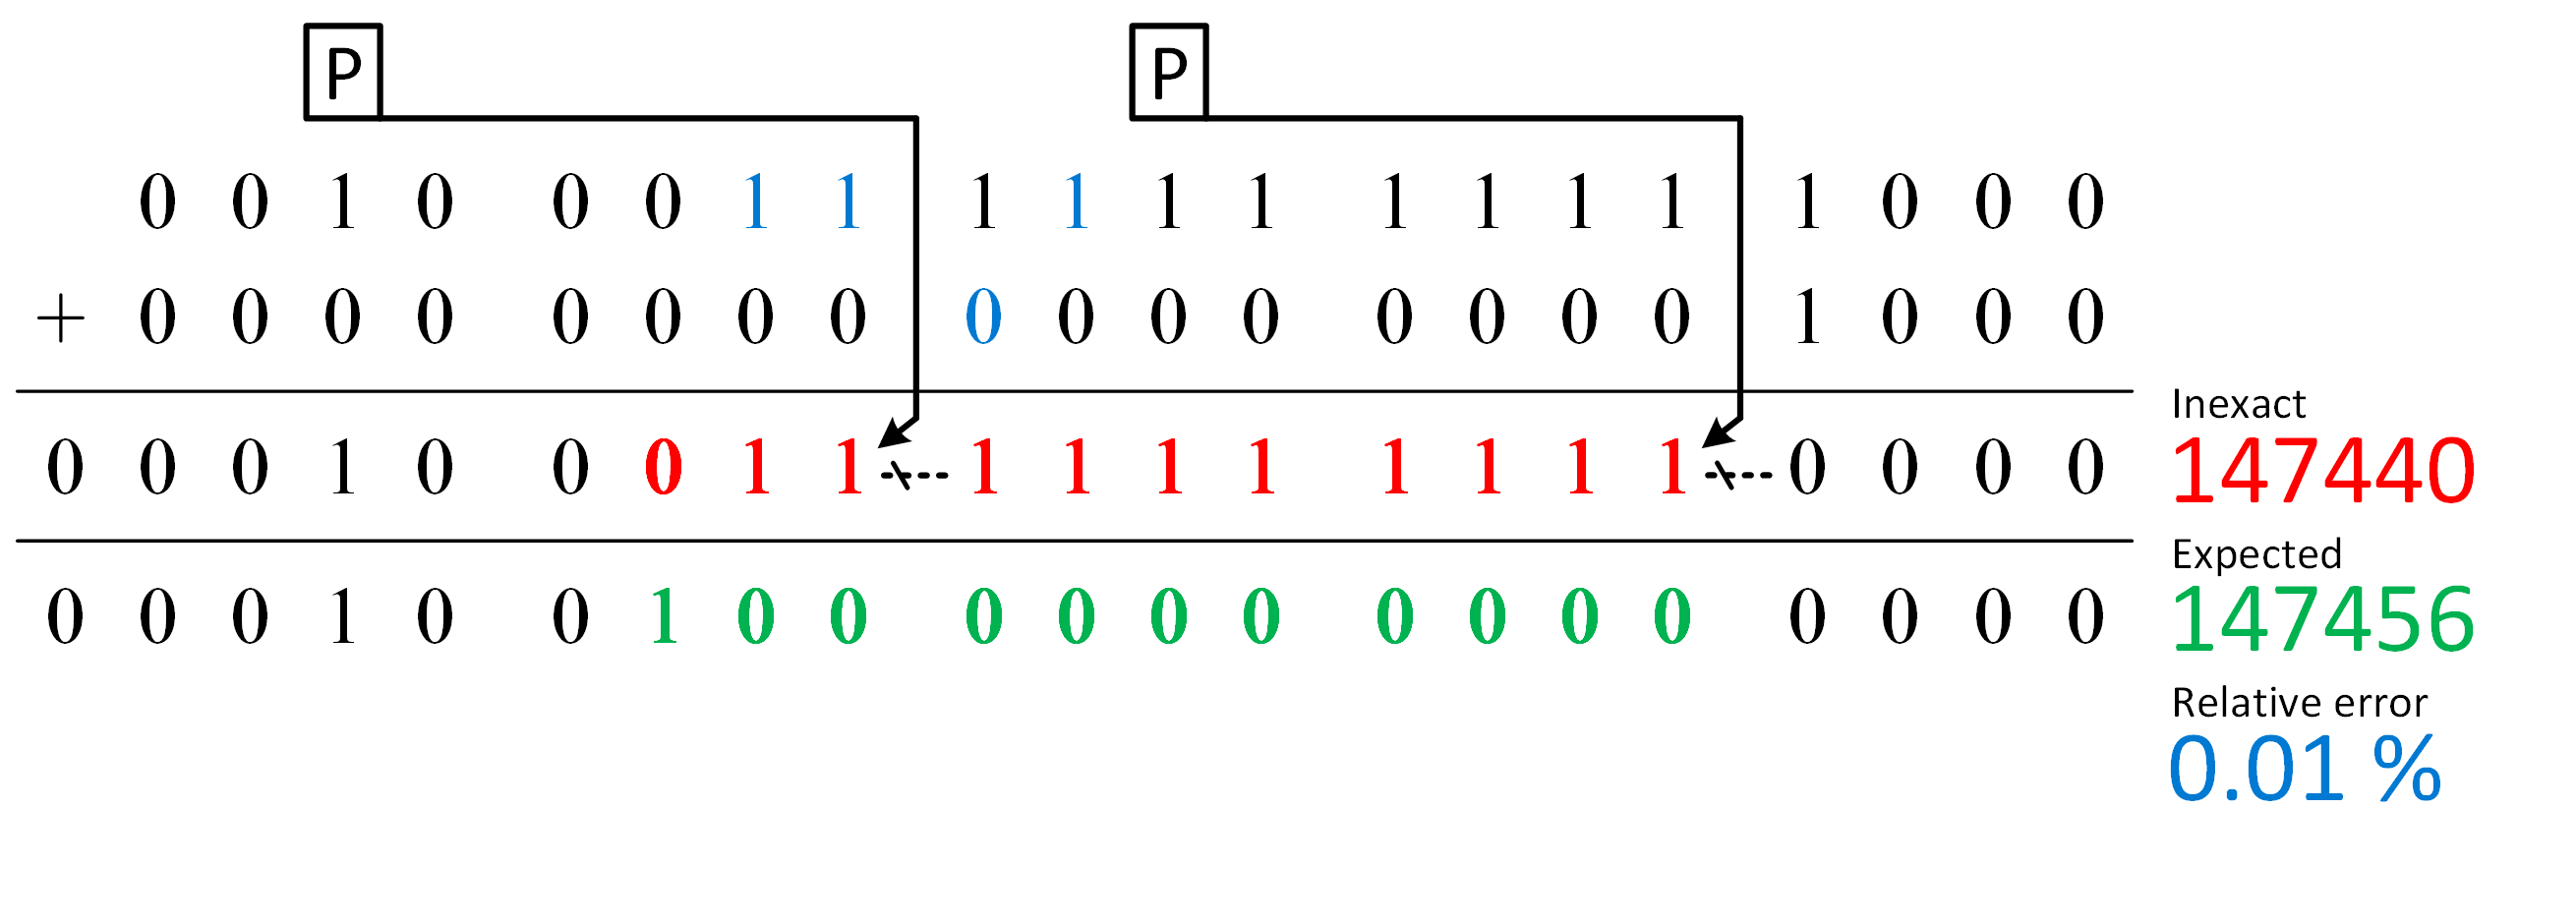 P P
0 0 1 0 0 0 1 1 1 1 1 1 1 1 1 1 1 0 0 0
+ 0 0 0 0 0 0 0 0 0 0 0 0 0 0 0 0 1 0 0 0
Inexact
0 0 0 1 0 0 0 1 1 1 1 1 1 1 1 1 1 0 0 0 0 147440
Expected
0 0 0 1 0 0 1 0 0 0 0 0 0 0 0 0 0 0 0 0 0 147456
Relative error
0.01 %